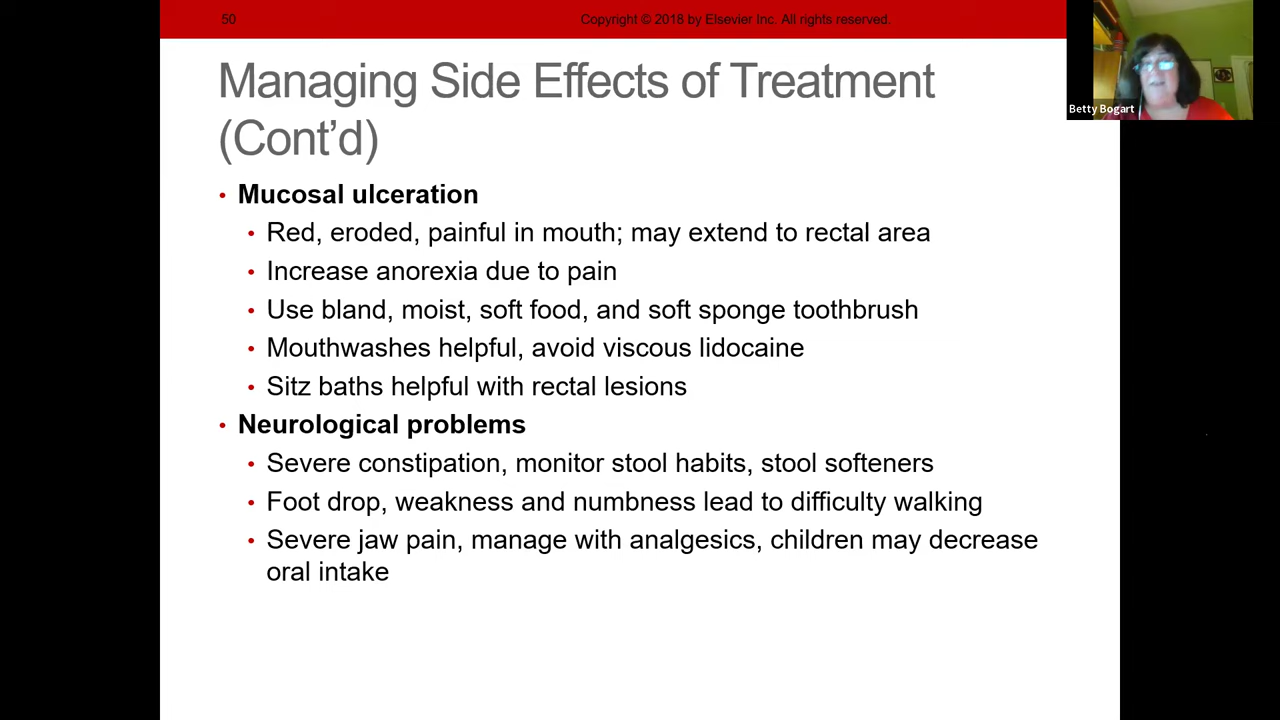 50
Copyright © 2018 by Elsevier Inc. All rights reserved.
Betty Bogart
Managing Side Effects of Treatment
(Cont’d)
• Mucosal ulceration
• Red, eroded, painful in mouth; may extend to rectal area
• Increase anorexia due to pain
• Use bland, moist, soft food, and soft sponge toothbrush
• Mouthwashes helpful, avoid viscous lidocaine
• Sitz baths helpful with rectal lesions
• Neurological problems
• Severe constipation, monitor stool habits, stool softeners
• Foot drop, weakness and numbness lead to difficulty walking
• Severe jaw pain, manage with analgesics, children may decrease
oral intake